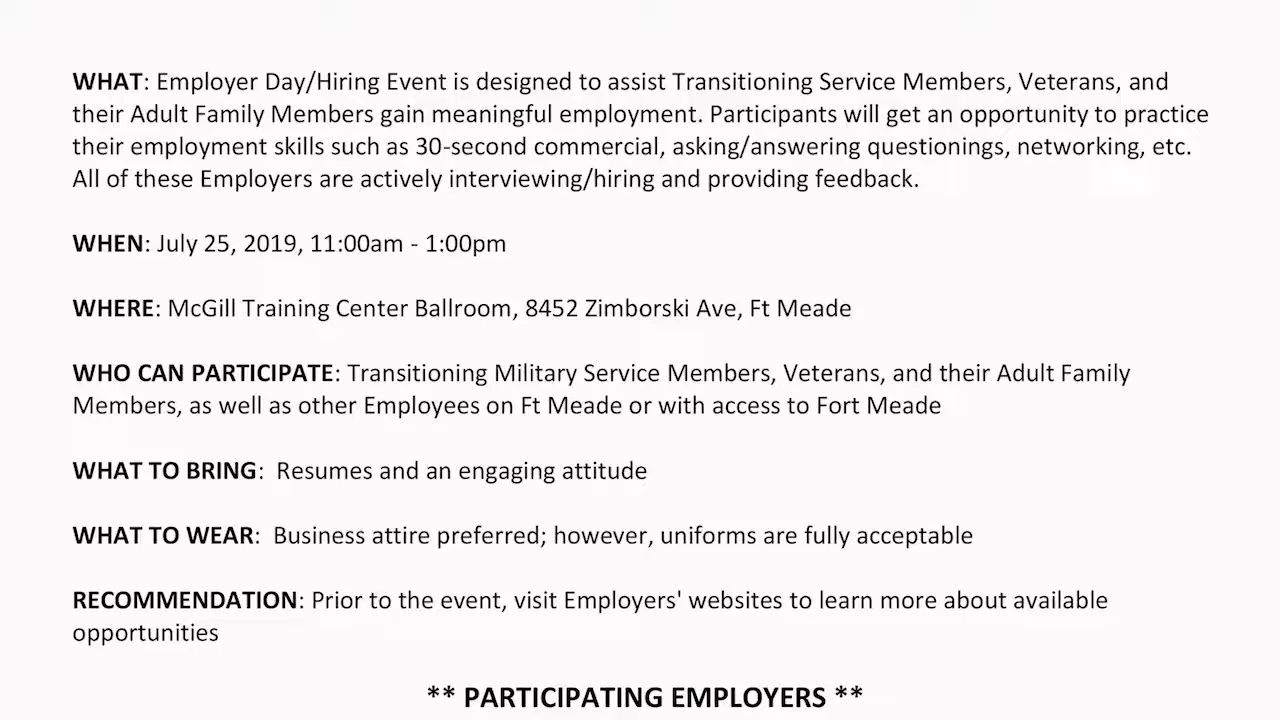 WHAT: Employer Day/Hiring Event is designed to assist Transitioning Service Members, Veterans, and
their Adult Family Members gain meaningful employment. Participants will get an opportunity to practice
their employment skills such as 30-second commercial, asking/answering questionings, networking, etc.
All of these Employers are actively interviewing/hiring and providing feedback.
WHEN: July 25, 2019, 11:00am - 1:00pm
WHERE: McGill Training Center Ballroom, 8452 Zimborski Ave, Ft Meade
WHO CAN PARTICIPATE: Transitioning Military Service Members, Veterans, and their Adult Family
Members, as well as other Employees on Ft Meade or with access to Fort Meade
WHAT TO BRING:  Resumes and an engaging attitude
WHAT TO WEAR:  Business attire preferred; however, uniforms are fully acceptable
RECOMMENDATION: Prior to the event, visit Employers' websites to learn more about available
opportunities
** PARTICIPATING EMPLOYERS **